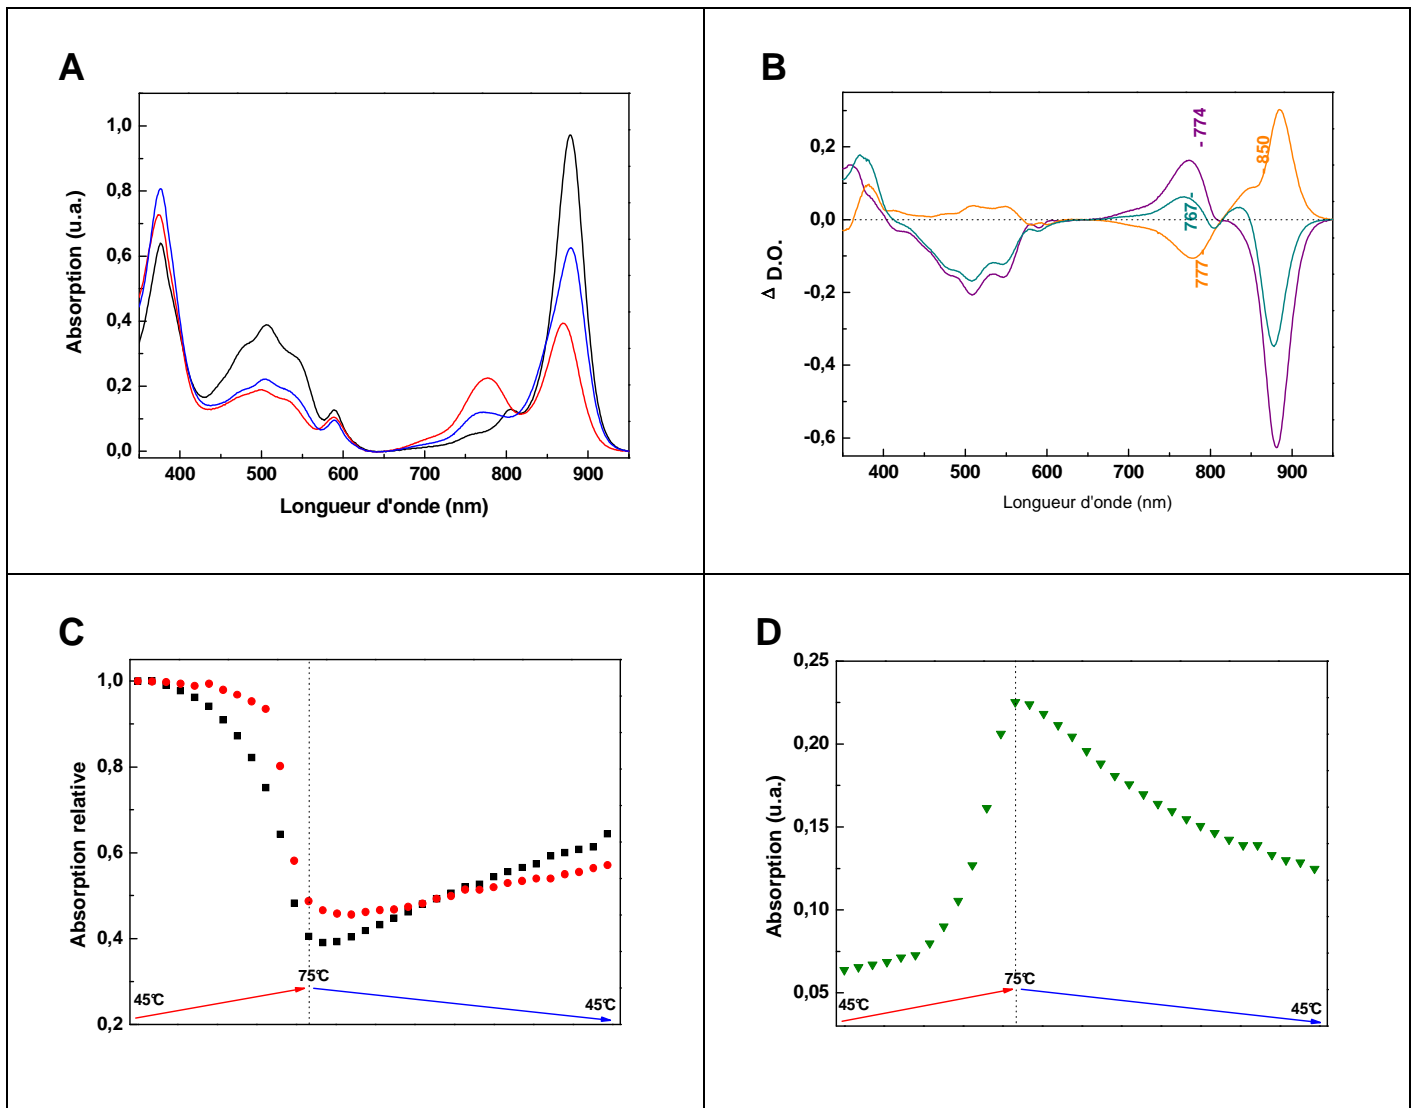 A
Absorption (u.a.)
1,0
0,8
0,6
0,4
0,2
0,0
400 500 600 700 800 900
Longueur d'onde (nm)
B
Δ D.O.
0,2
0,0
-0,2
-0,4
-0,6
- 774
767 -
777 -
- 850
400 500 600 700 800 900
Longueur d'onde (nm)
C
Absorption relative
1,0
0,8
0,6
0,4
0,2
45°C
75°C
45°C
D
Absorption (u.a.)
0,25
0,20
0,15
0,10
0,05
45°C
75°C
45°C